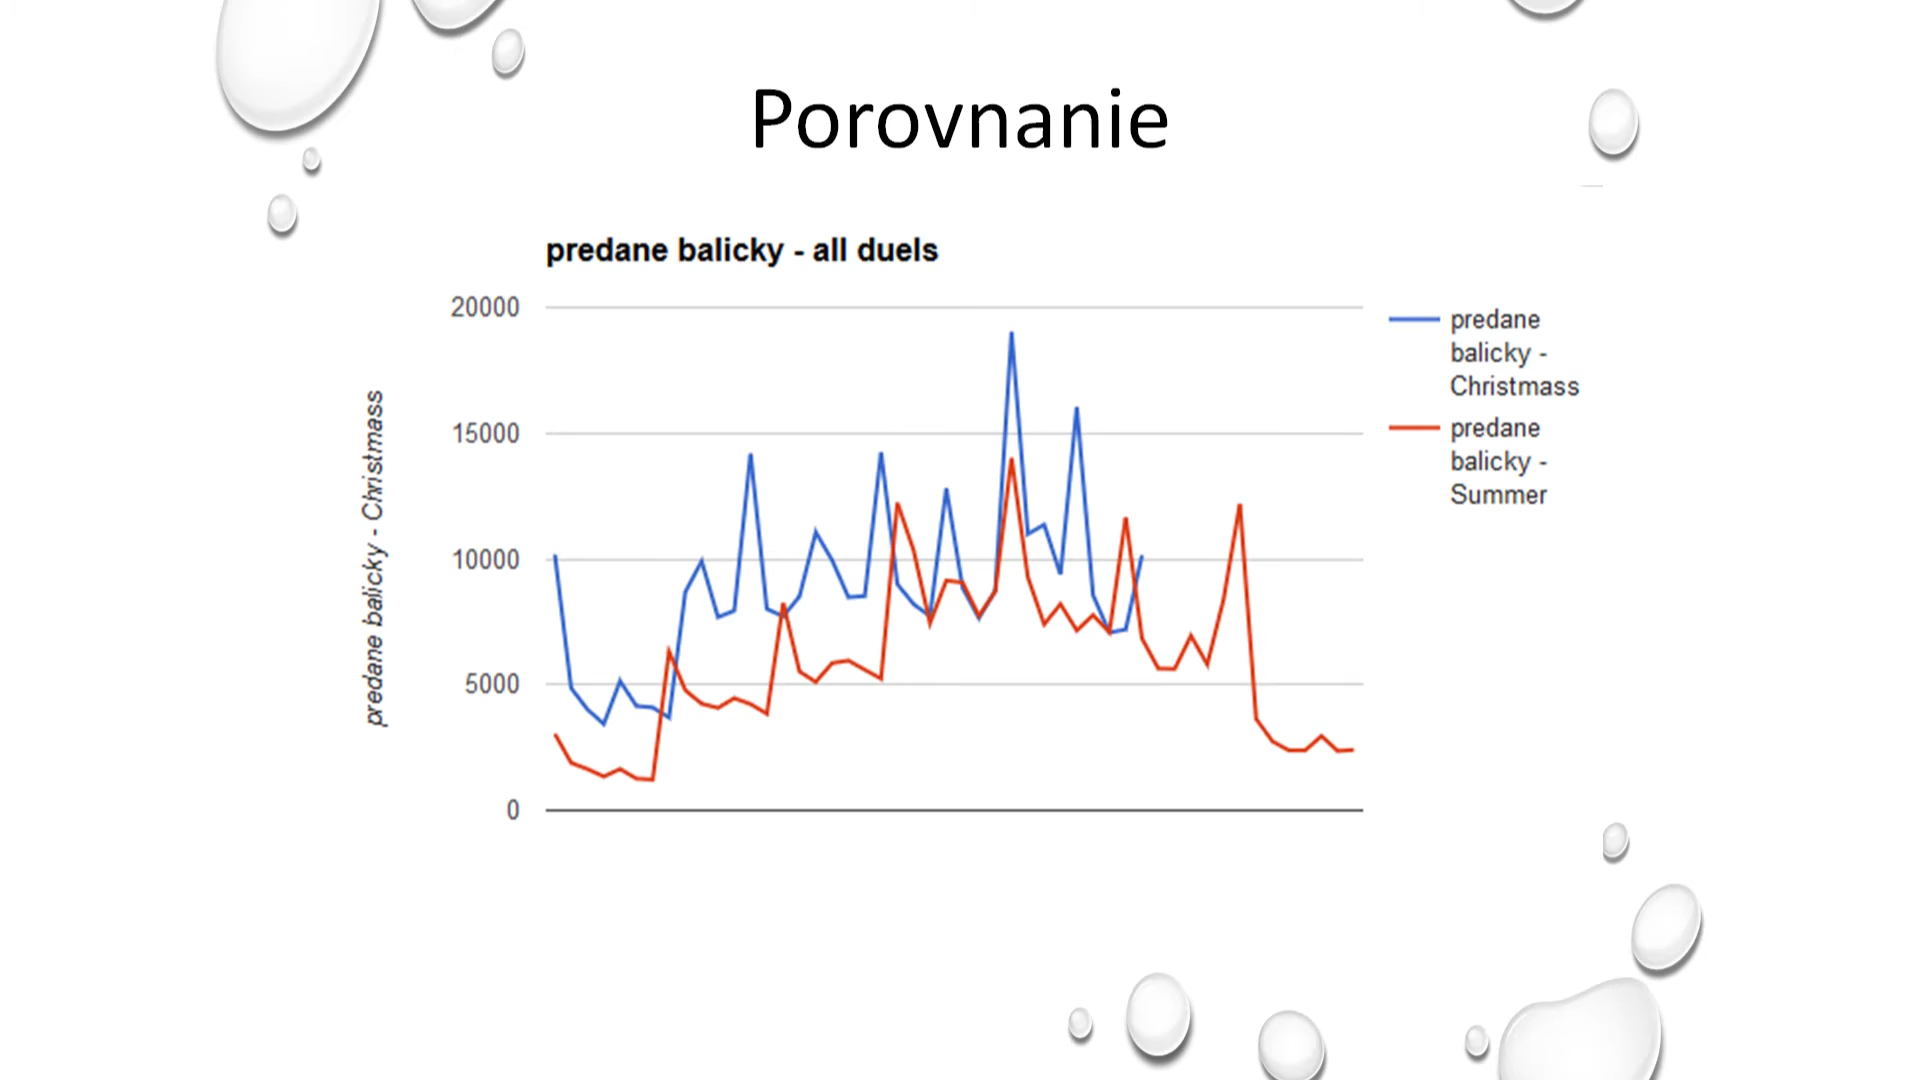 Porovnanie
predane balicky - all duels
20000
15000
10000
5000
0
predane balicky - Christmass
predane
balicky -
Christmass
predane
balicky -
Summer